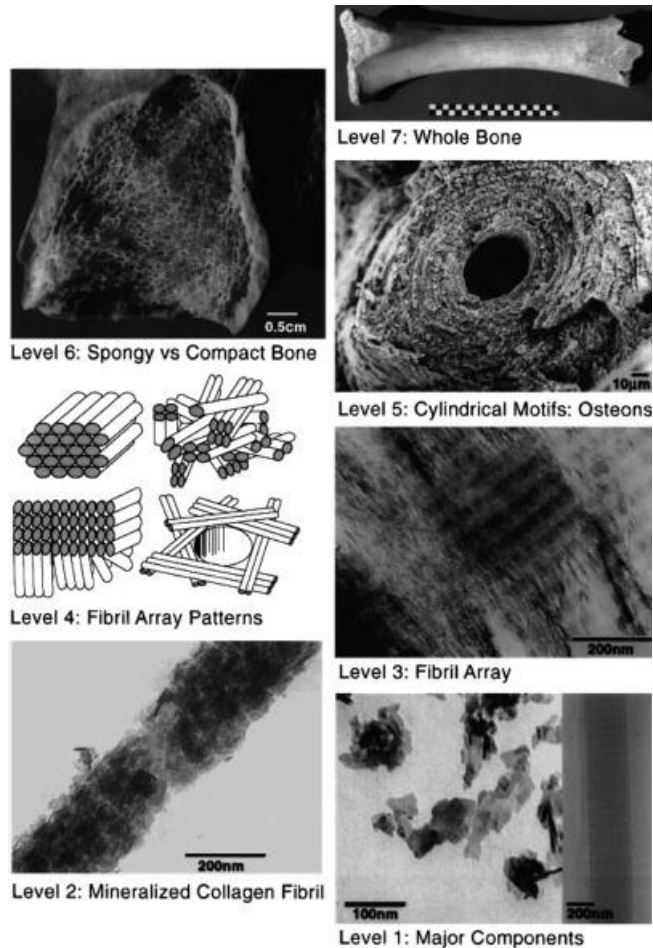 Level 7: Whole Bone
0.5cm
Level 6: Spongy vs Compact Bone
10μm
Level 5: Cylindrical Motifs: Osteons
Level 4: Fibril Array Patterns
200nm
Level 3: Fibril Array
200nm
Level 2: Mineralized Collagen Fibril
100nm
200nm
Level 1: Major Components